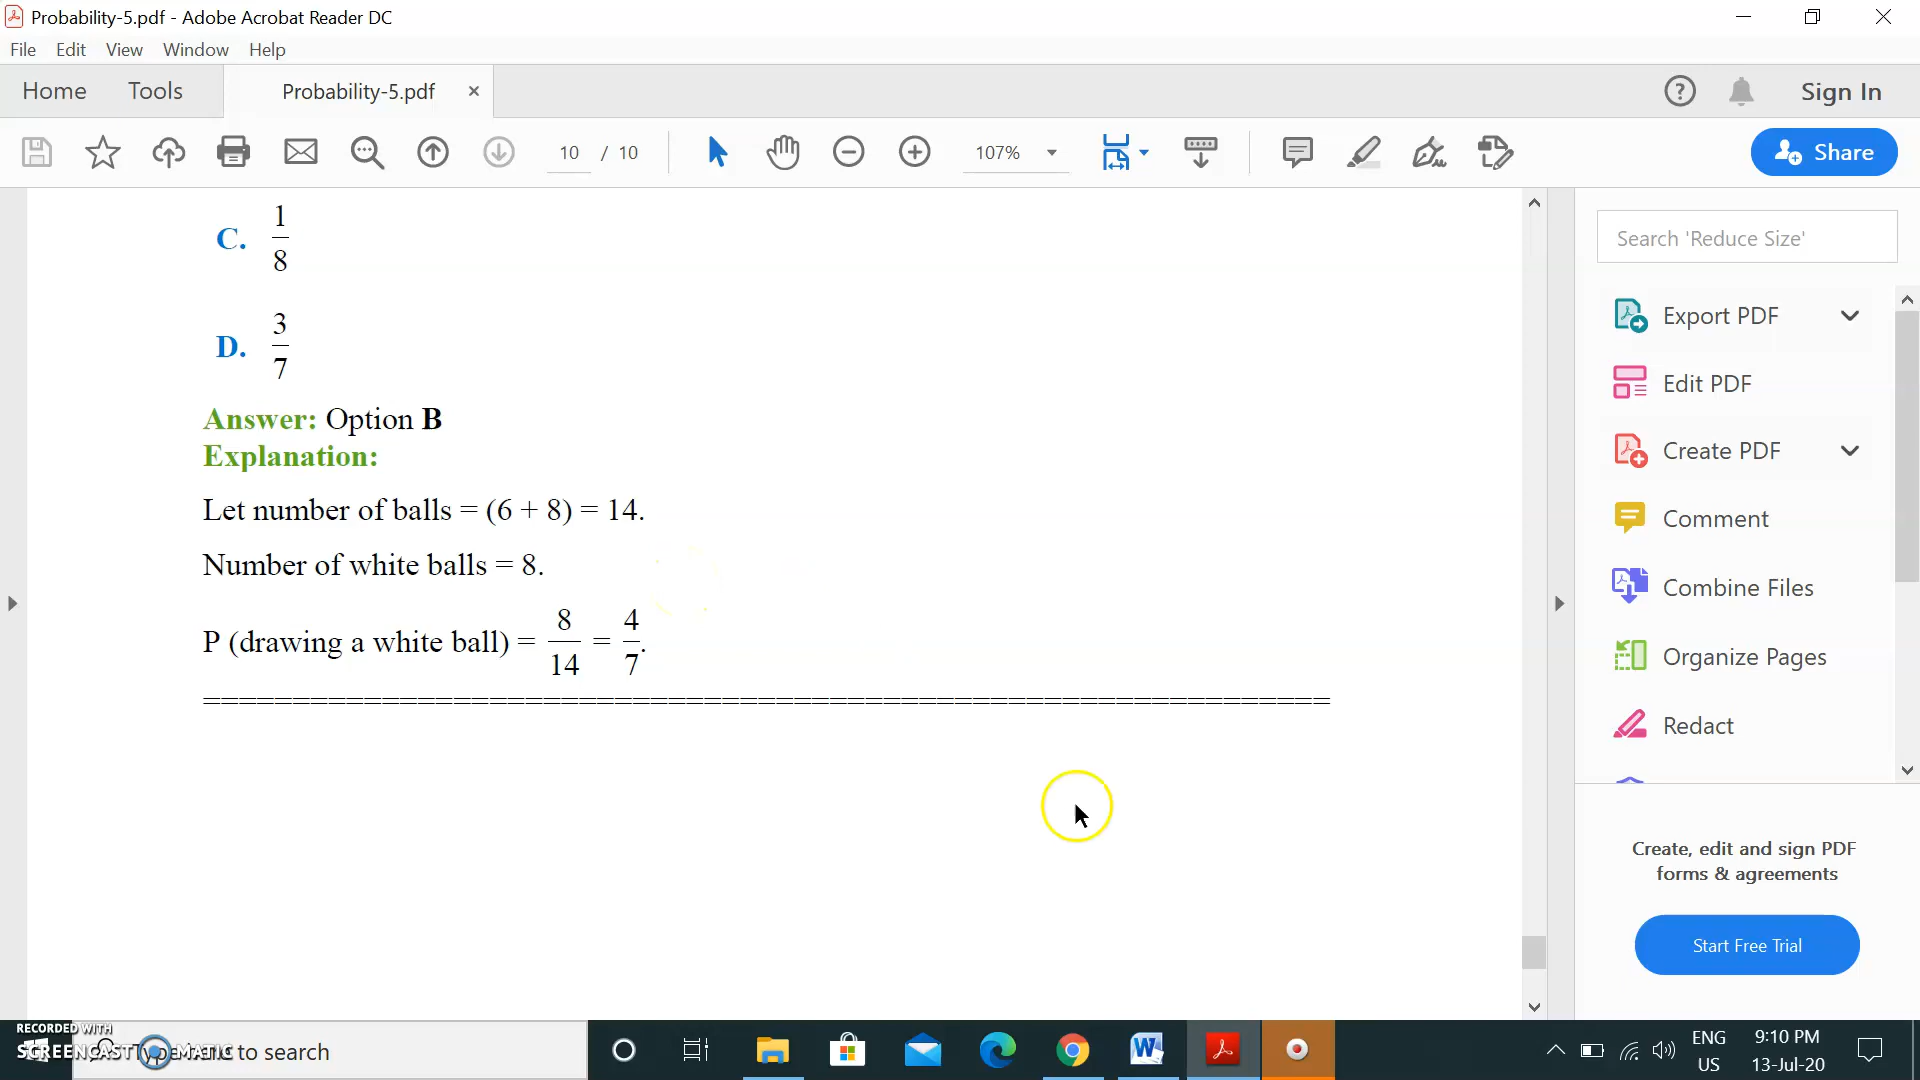 Probability-5.pdf - Adobe Acrobat Reader DC
File Edit View Window Help
Home Tools Probability-5.pdf × ? Sign In
10 / 10 107% Share
C. 1/8
D. 3/7
Answer: Option B
Explanation:
Let number of balls = (6 + 8) = 14.
Number of white balls = 8.
P (drawing a white ball) = 8/14 = 4/7.
===============================================================
Search 'Reduce Size'
Export PDF
Edit PDF
Create PDF
Comment
Combine Files
Organize Pages
Redact
Create, edit and sign PDF
forms & agreements
Start Free Trial
RECORDED WITH
SCREENCAST MATIC
to search
ENG
US
9:10 PM
13-Jul-20